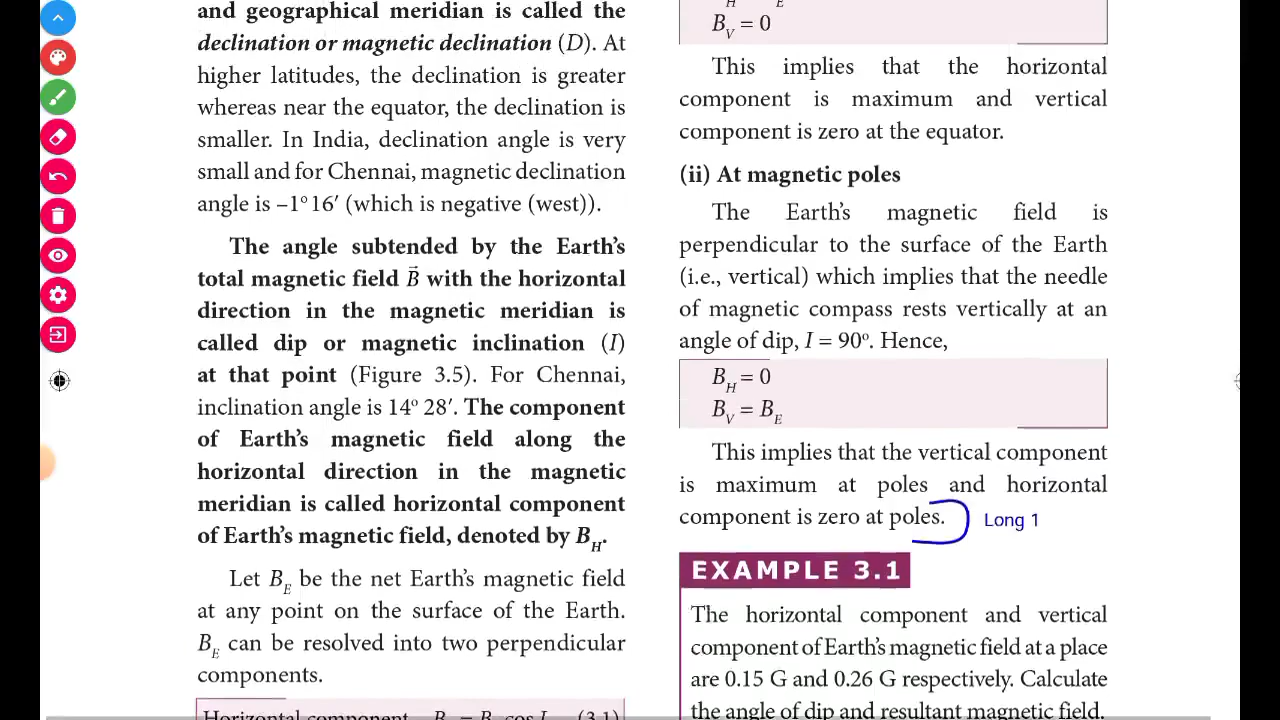 and geographical meridian is called the
declination or magnetic declination (D). At
higher latitudes, the declination is greater
whereas near the equator, the declination is
smaller. In India, declination angle is very
small and for Chennai, magnetic declination
angle is –1° 16′ (which is negative (west)).
The angle subtended by the Earth's
total magnetic field B⃗ with the horizontal
direction in the magnetic meridian is
called dip or magnetic inclination (I)
at that point (Figure 3.5). For Chennai,
inclination angle is 14° 28′. The component
of Earth's magnetic field along the
horizontal direction in the magnetic
meridian is called horizontal component
of Earth's magnetic field, denoted by B_H.
Let B_E be the net Earth's magnetic field
at any point on the surface of the Earth.
B_E can be resolved into two perpendicular
components.
Horizontal component, B_H = B_E cos I (3.1)
H E
B_V = 0
This implies that the horizontal
component is maximum and vertical
component is zero at the equator.
(ii) At magnetic poles
The Earth's magnetic field is
perpendicular to the surface of the Earth
(i.e., vertical) which implies that the needle
of magnetic compass rests vertically at an
angle of dip, I = 90°. Hence,
B_H = 0
B_V = B_E
This implies that the vertical component
is maximum at poles and horizontal
component is zero at poles.
Long 1
EXAMPLE 3.1
The horizontal component and vertical
component of Earth's magnetic field at a place
are 0.15 G and 0.26 G respectively. Calculate
the angle of dip and resultant magnetic field.